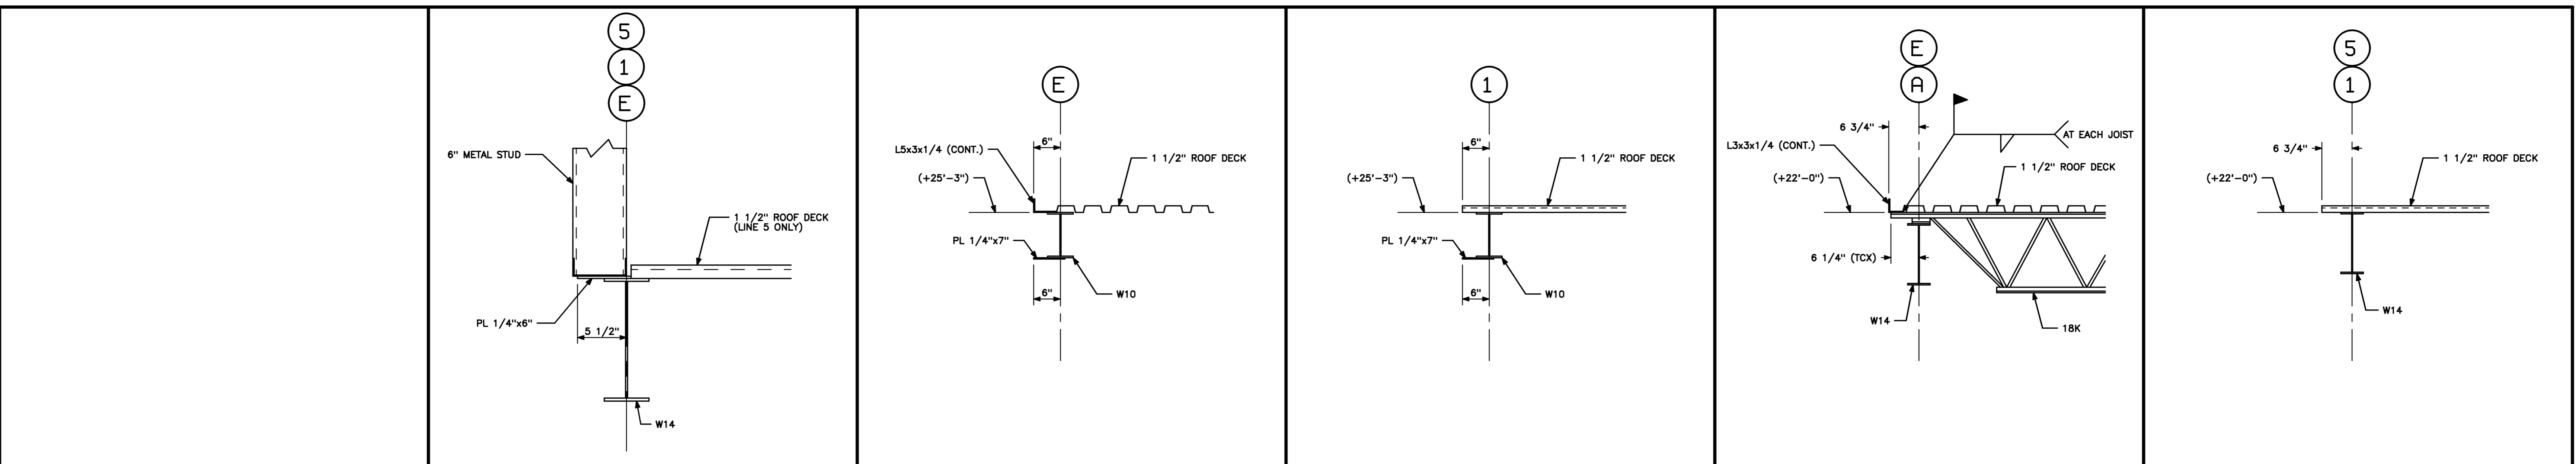 5
1
E
6" METAL STUD
1 1/2" ROOF DECK
(LINE 5 ONLY)
PL 1/4"x6"
5 1/2"
W14
E
6"
L5x3x1/4 (CONT.)
1 1/2" ROOF DECK
(+25'-3")
PL 1/4"x7"
6"
W10
1
6"
1 1/2" ROOF DECK
(+25'-3")
PL 1/4"x7"
6"
W10
E
A
6 3/4"
AT EACH JOIST
L3x3x1/4 (CONT.)
1 1/2" ROOF DECK
(+22'-0")
6 1/4" (TCX)
W14
18K
5
1
6 3/4"
1 1/2" ROOF DECK
(+22'-0")
W14